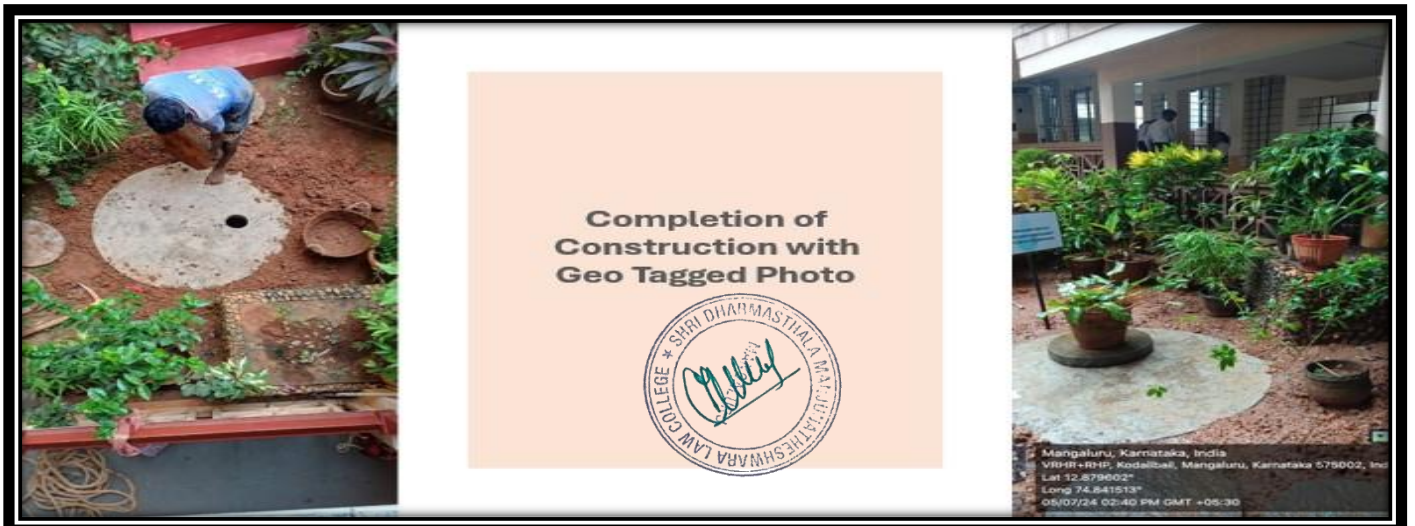 Completion of
Construction with
Geo Tagged Photo
SHRI DHARMASTHALA MANJUNATHESHWARA LAW COLLEGE ★
Mangaluru, Karnataka, India
VRHR+RHP, Kodailbail, Mangaluru, Karnataka 575002, Ind
Lat 12.879602°
Long 74.841513°
05/07/24 02:40 PM GMT +05:30